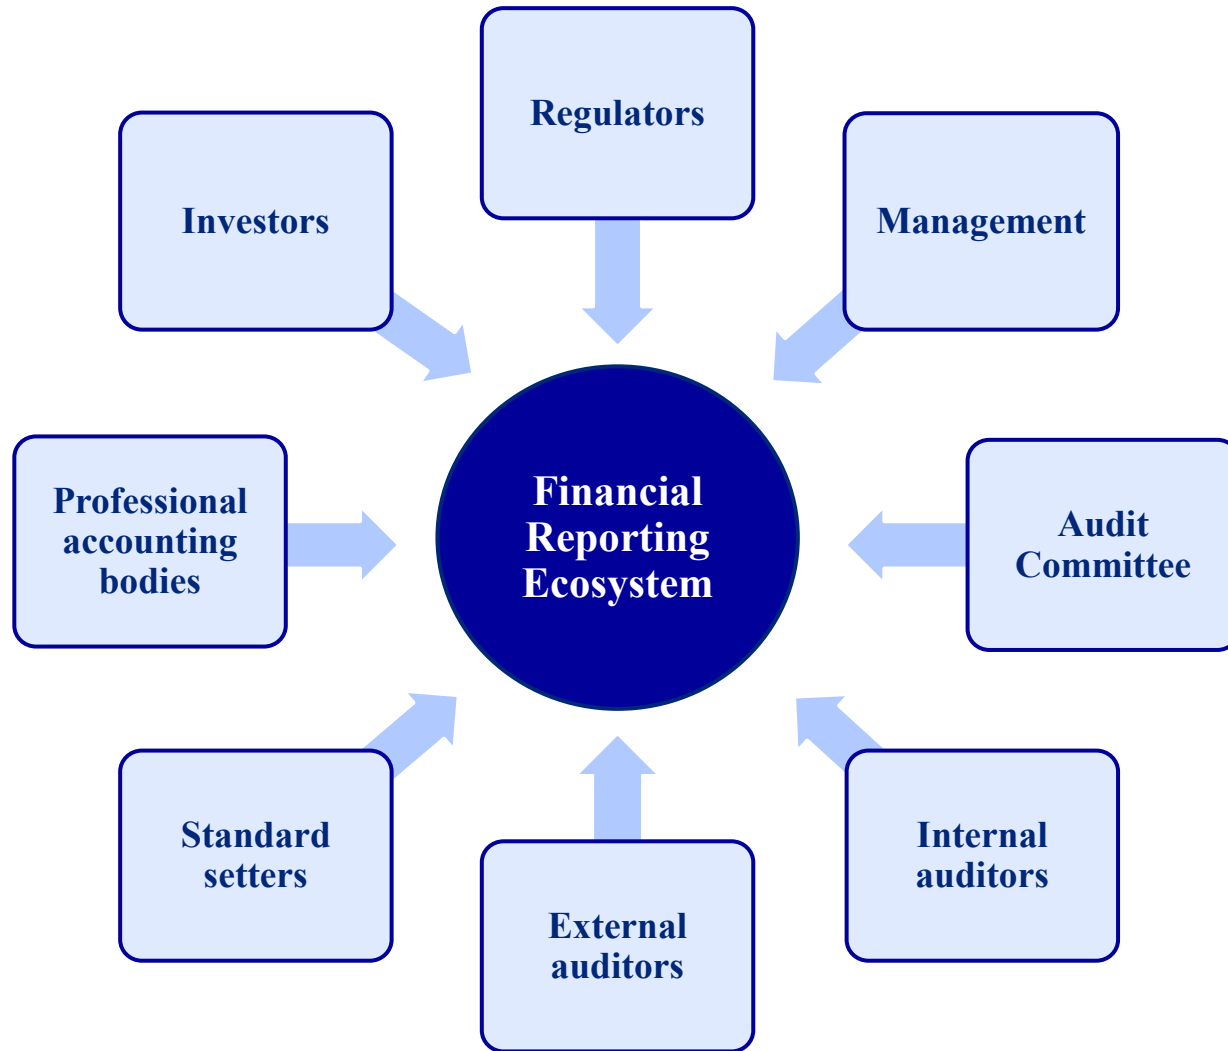 Regulators
Investors
Management
Professional
accounting
bodies
Financial
Reporting
Ecosystem
Audit
Committee
Standard
setters
Internal
auditors
External
auditors